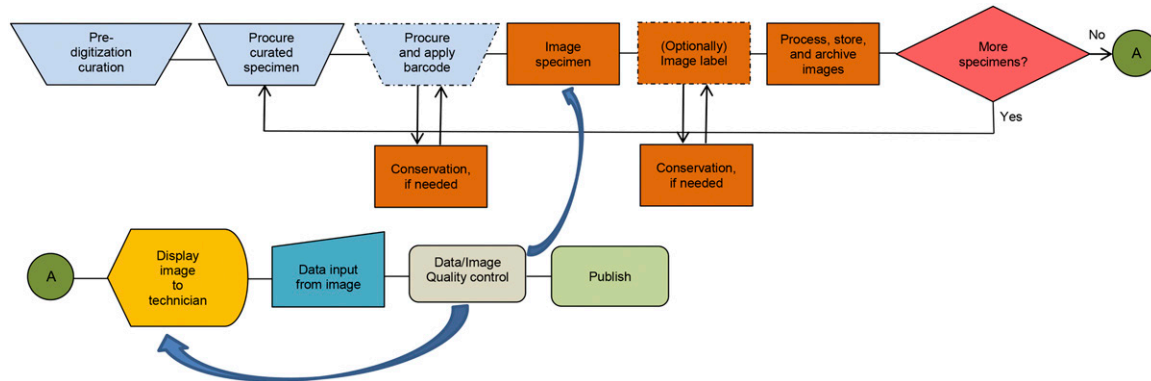 Pre-
digitization
curation
Procure
curated
specimen
Procure
and apply
barcode
Image
specimen
(Optionally)
Image label
Process, store,
and archive
images
More
specimens?
No
A
Yes
Conservation,
if needed
Conservation,
if needed
A
Display
image
to
technician
Data input
from image
Data/Image
Quality control
Publish